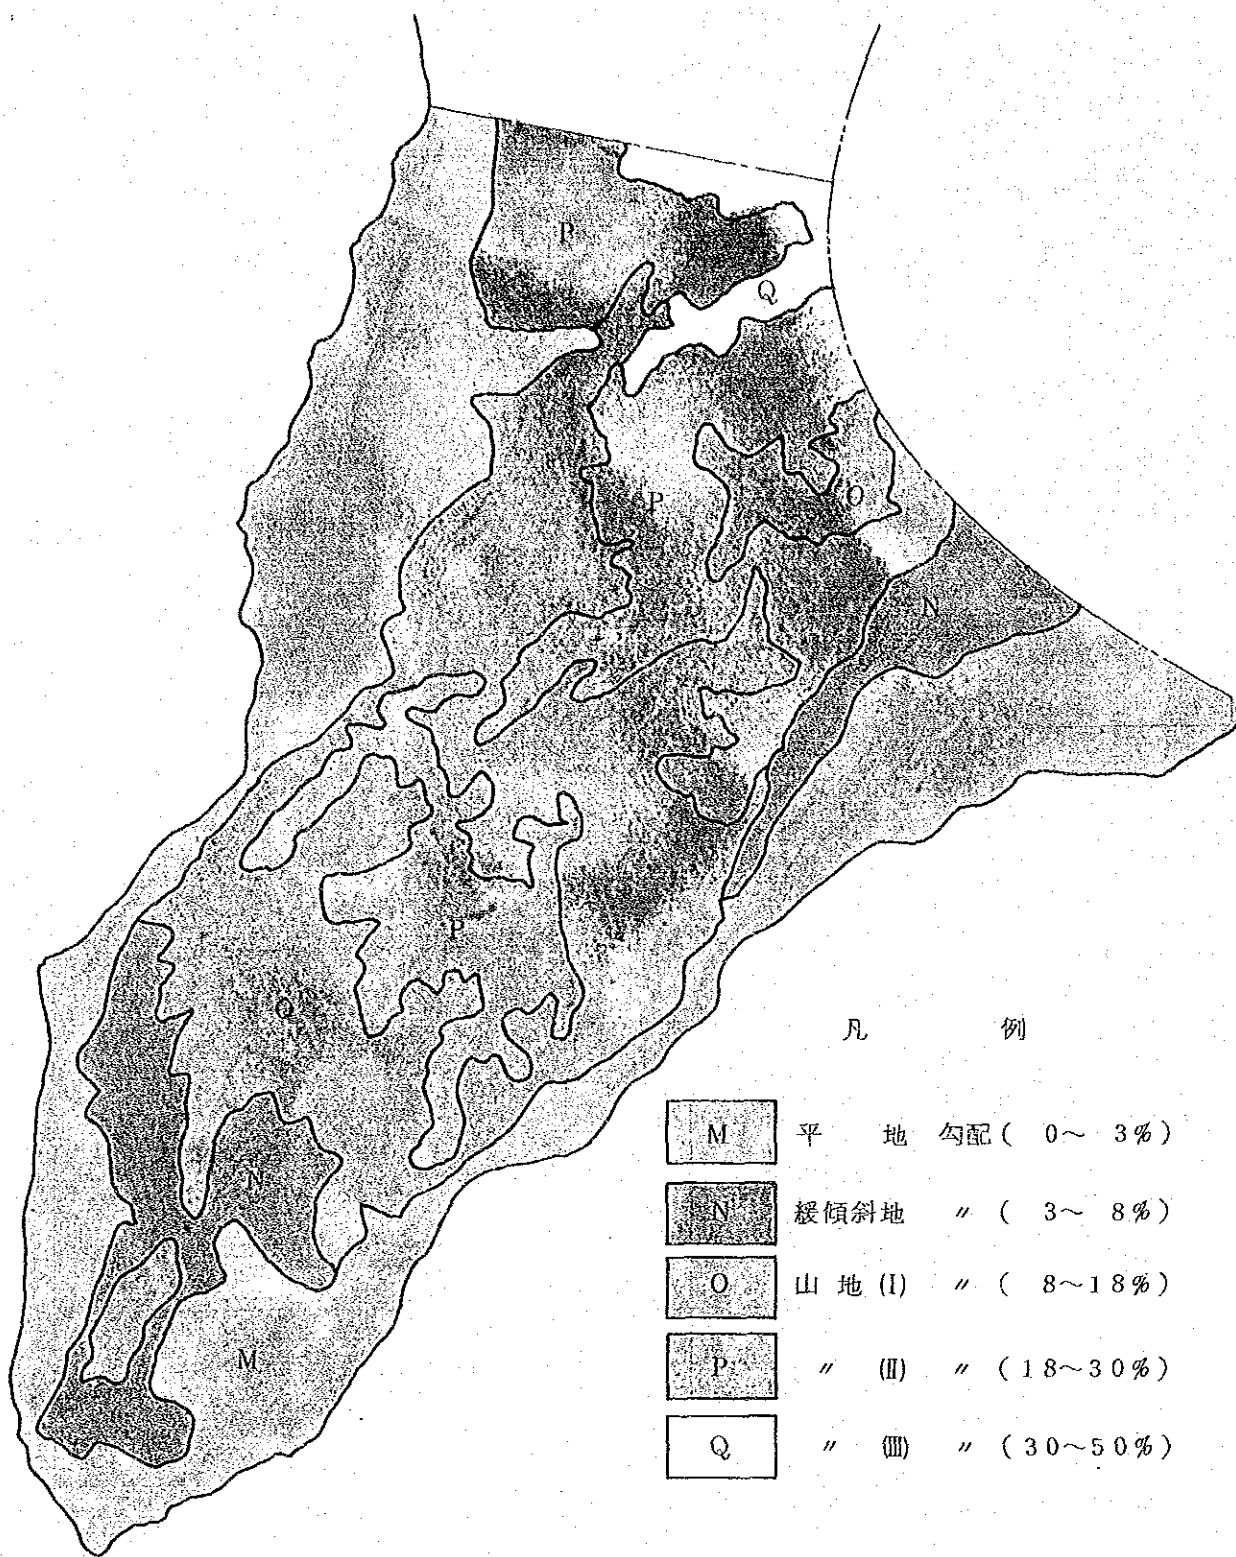 P
Q
P
O
N
P
Q
N
M
凡 例
M 平 地 勾配 ( 0~ 3% )
N 緩傾斜地 〃 ( 3~ 8% )
O 山 地 (I) 〃 ( 8~18% )
P 〃 (II) 〃 ( 18~30% )
Q 〃 (III) 〃 ( 30~50% )